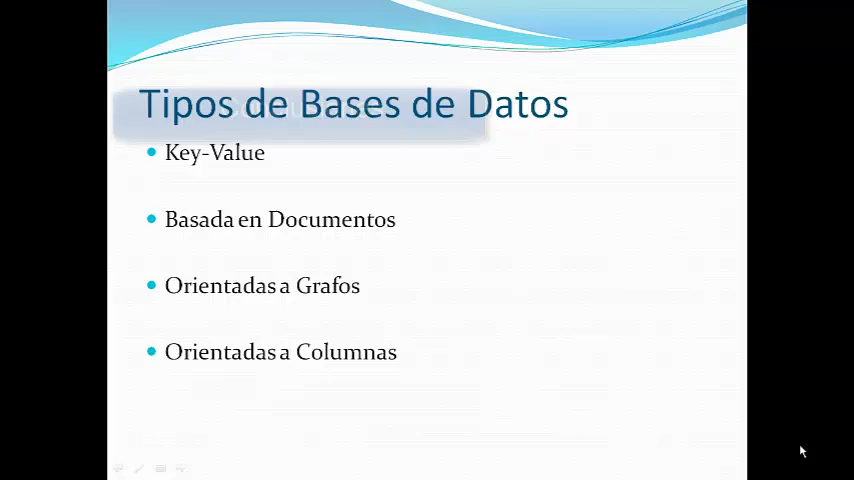 Tipos de Bases de Datos
Key-Value
Basada en Documentos
Orientadas a Grafos
Orientadas a Columnas